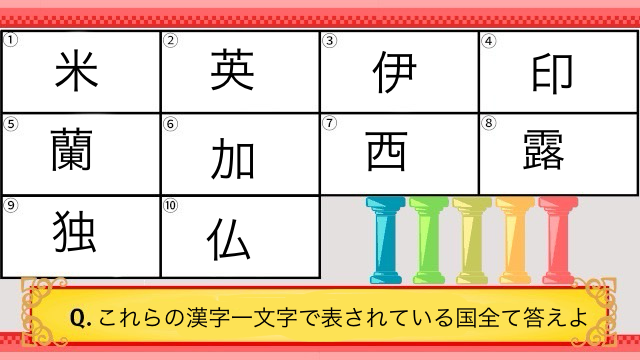 ① 米 ② 英 ③ 伊 ④ 印
⑤ 蘭 ⑥ 加 ⑦ 西 ⑧ 露
⑨ 独 ⑩ 仏
Q. これらの漢字一文字で表されている国全て答えよ